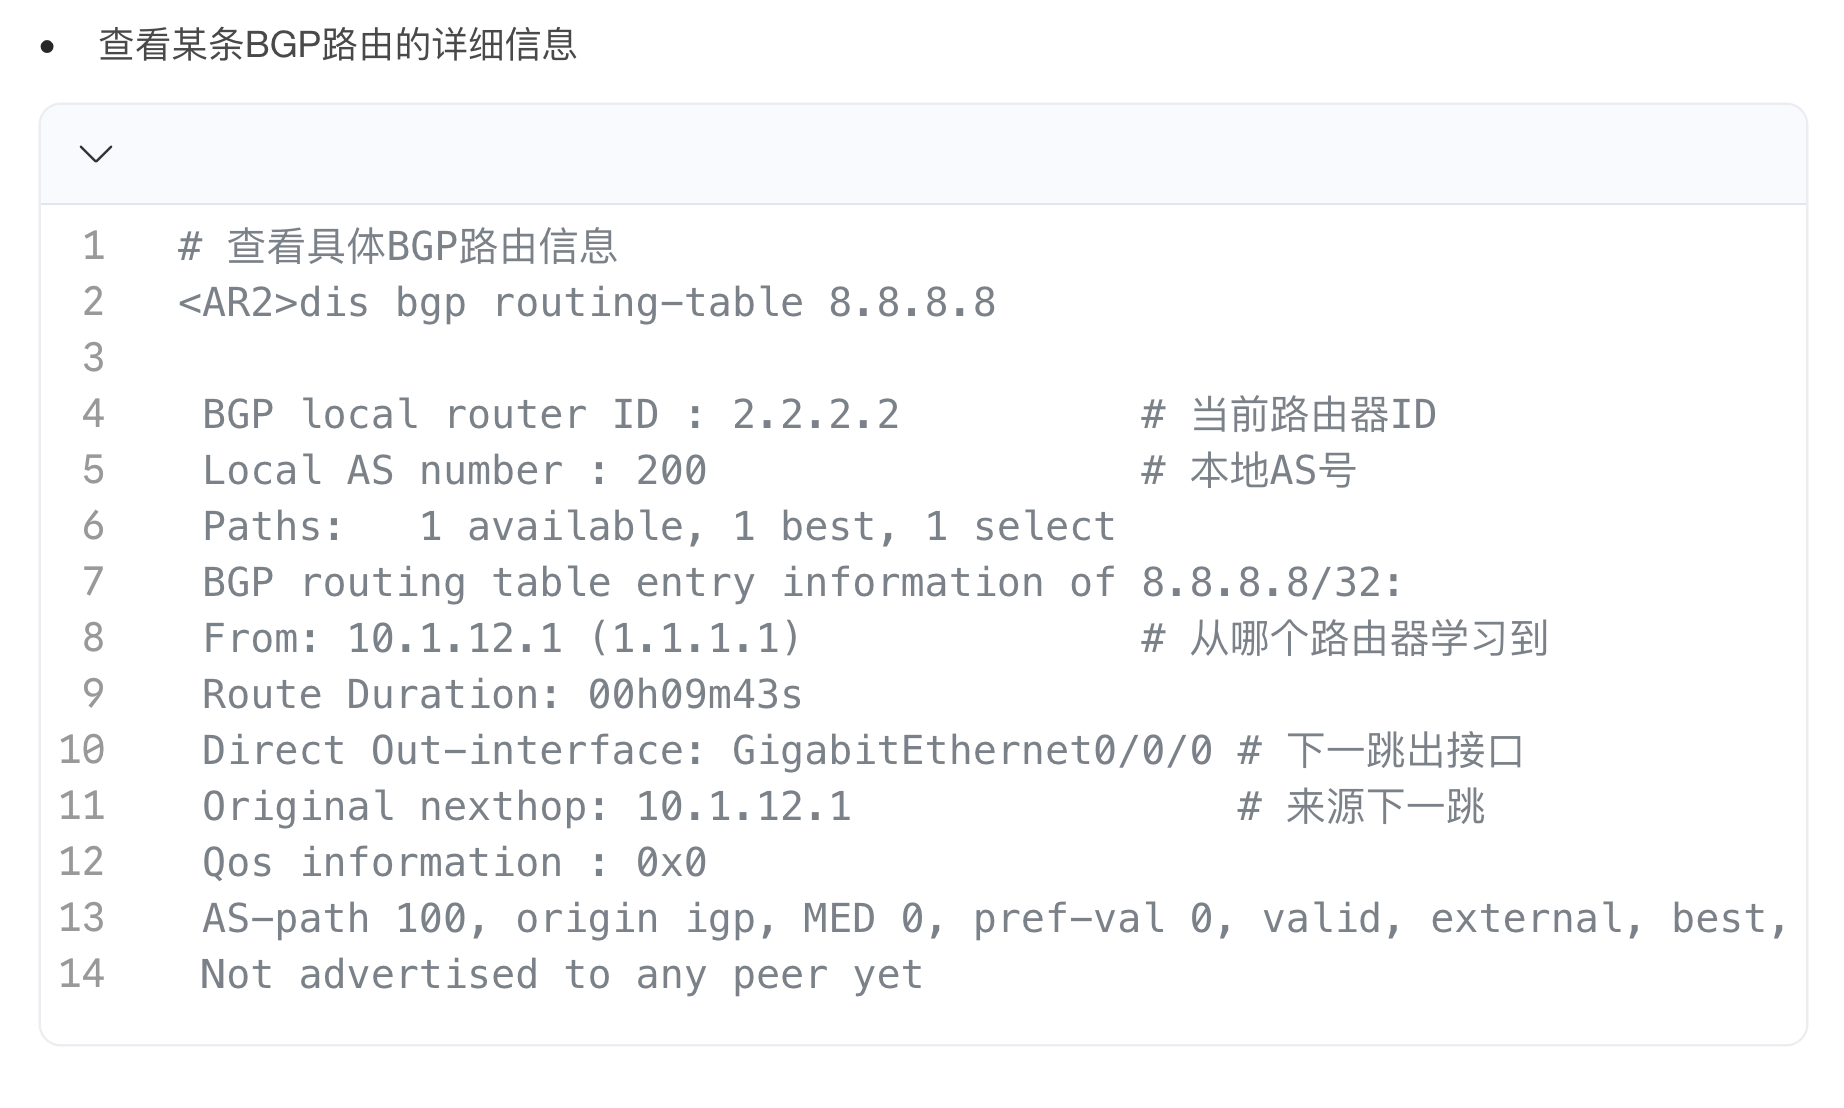 • 查看某条BGP路由的详细信息
1 # 查看具体BGP路由信息
2 <AR2>dis bgp routing-table 8.8.8.8
3
4 BGP local router ID : 2.2.2.2 # 当前路由器ID
5 Local AS number : 200 # 本地AS号
6 Paths: 1 available, 1 best, 1 select
7 BGP routing table entry information of 8.8.8.8/32:
8 From: 10.1.12.1 (1.1.1.1) # 从哪个路由器学习到
9 Route Duration: 00h09m43s
10 Direct Out-interface: GigabitEthernet0/0/0 # 下一跳出接口
11 Original nexthop: 10.1.12.1 # 来源下一跳
12 Qos information : 0x0
13 AS-path 100, origin igp, MED 0, pref-val 0, valid, external, best,
14 Not advertised to any peer yet